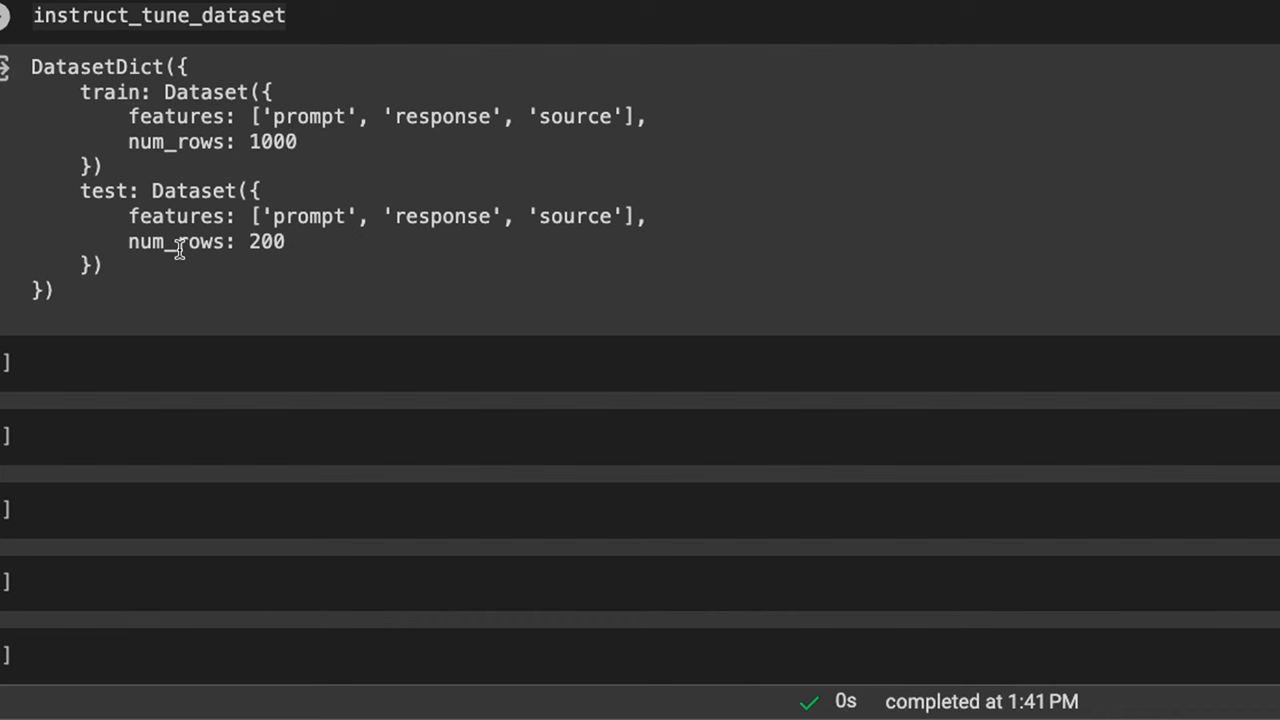 instruct_tune_dataset
DatasetDict({
    train: Dataset({
        features: ['prompt', 'response', 'source'],
        num_rows: 1000
    })
    test: Dataset({
        features: ['prompt', 'response', 'source'],
        num_rows: 200
    })
})
]
]
]
]
]
0s completed at 1:41 PM